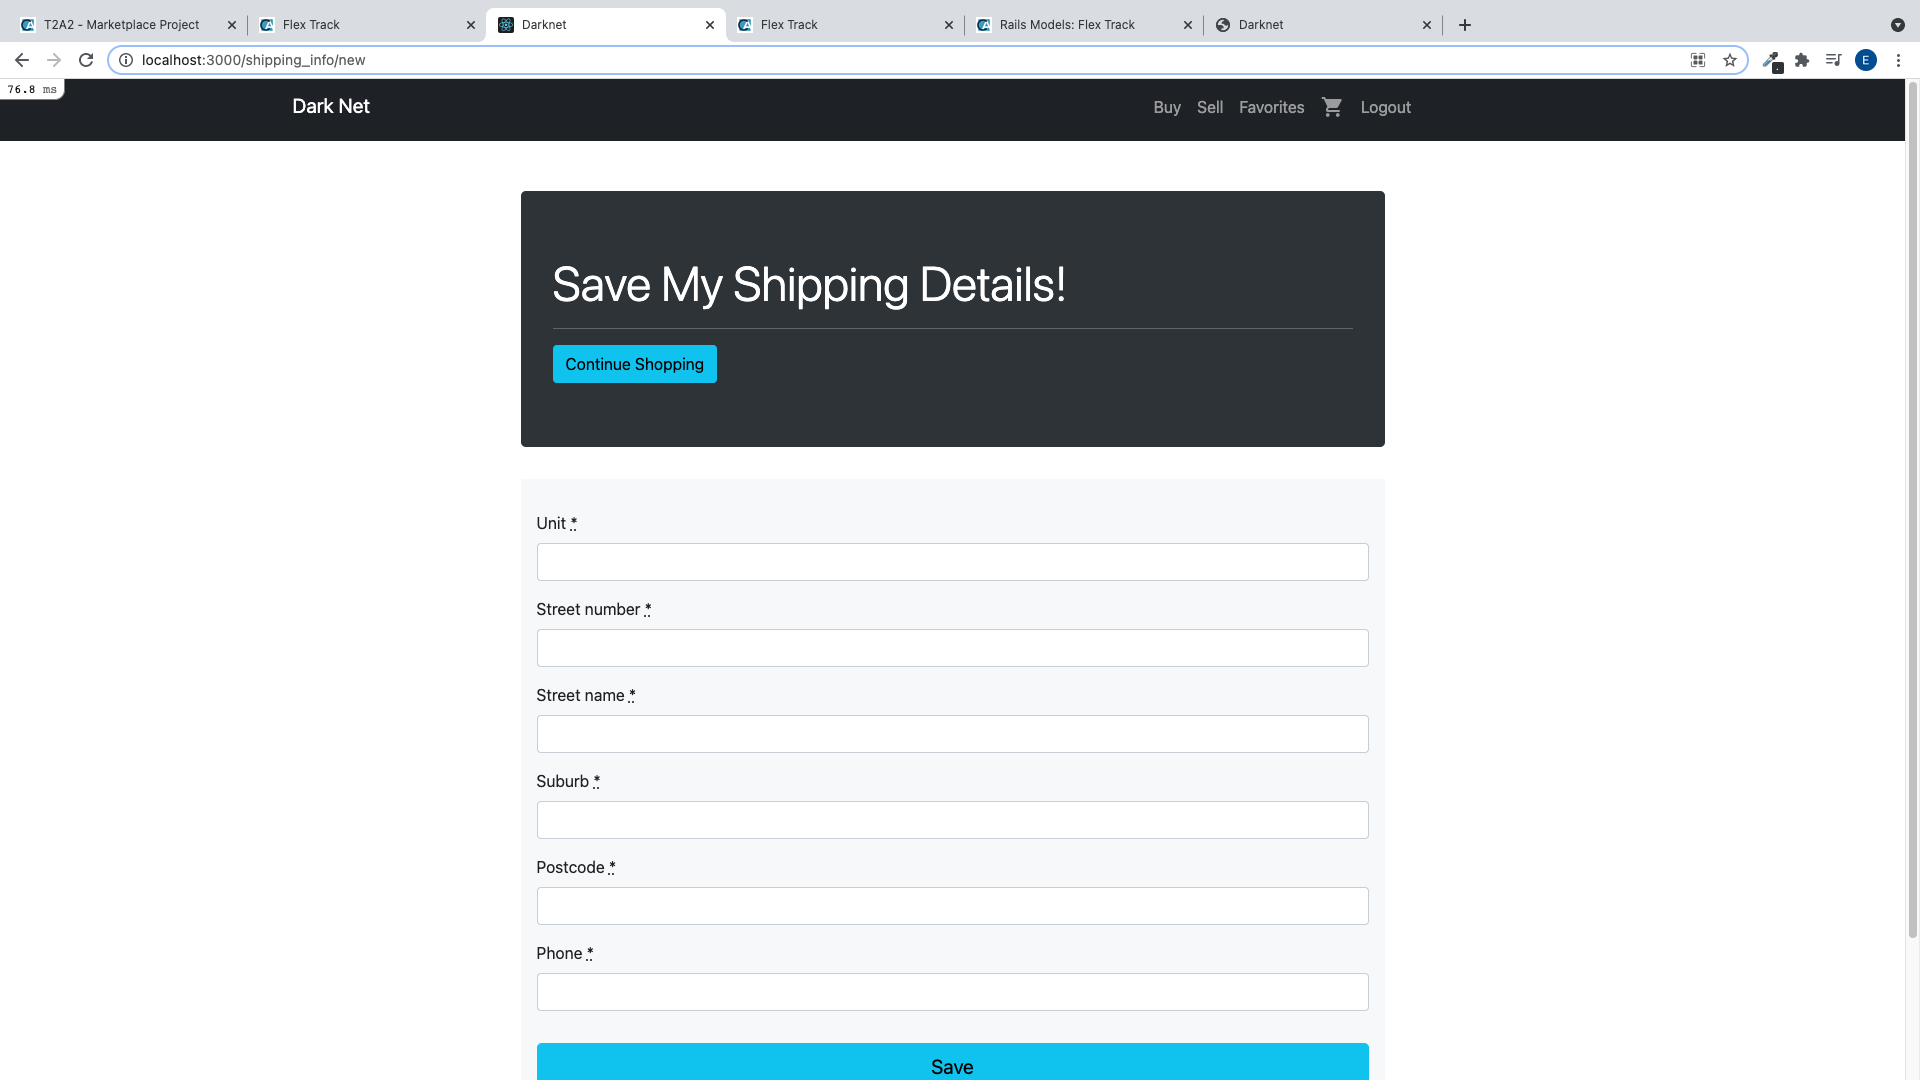 T2A2 - Marketplace Project
Flex Track
Darknet
Flex Track
Rails Models: Flex Track
Darknet
localhost:3000/shipping_info/new
E
76.8 ms
Dark Net
Buy Sell Favorites Logout
Save My Shipping Details!
Continue Shopping
Unit *
Street number *
Street name *
Suburb *
Postcode *
Phone *
Save